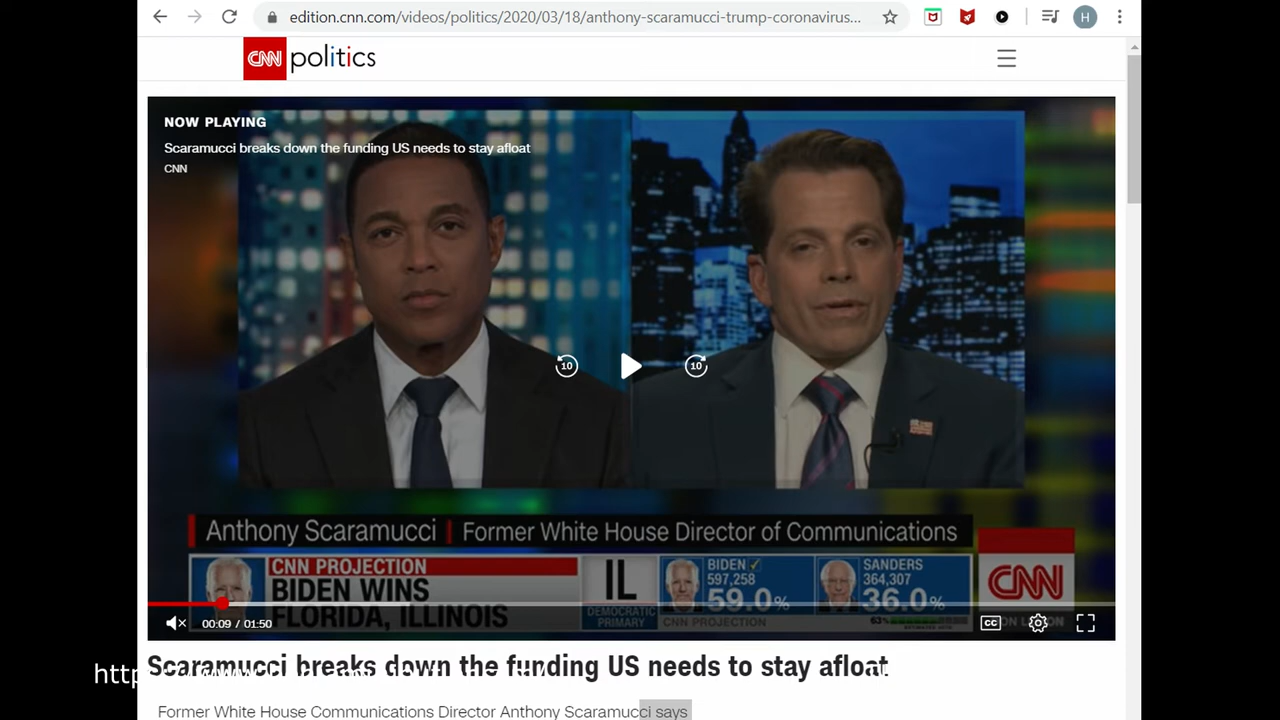 edition.cnn.com/videos/politics/2020/03/18/anthony-scaramucci-trump-coronavirus...
H
CNN politics
NOW PLAYING
Scaramucci breaks down the funding US needs to stay afloat
CNN
10
10
Anthony Scaramucci | Former White House Director of Communications
CNN PROJECTION
BIDEN WINS
FLORIDA, ILLINOIS
IL
DEMOCRATIC
PRIMARY
BIDEN ✓
597,258
59.0%
SANDERS
364,307
36.0%
CNN PROJECTION
63%
CNN
00:09 / 01:50
CC
Scaramucci breaks down the funding US needs to stay afloat
Former White House Communications Director Anthony Scaramucci says